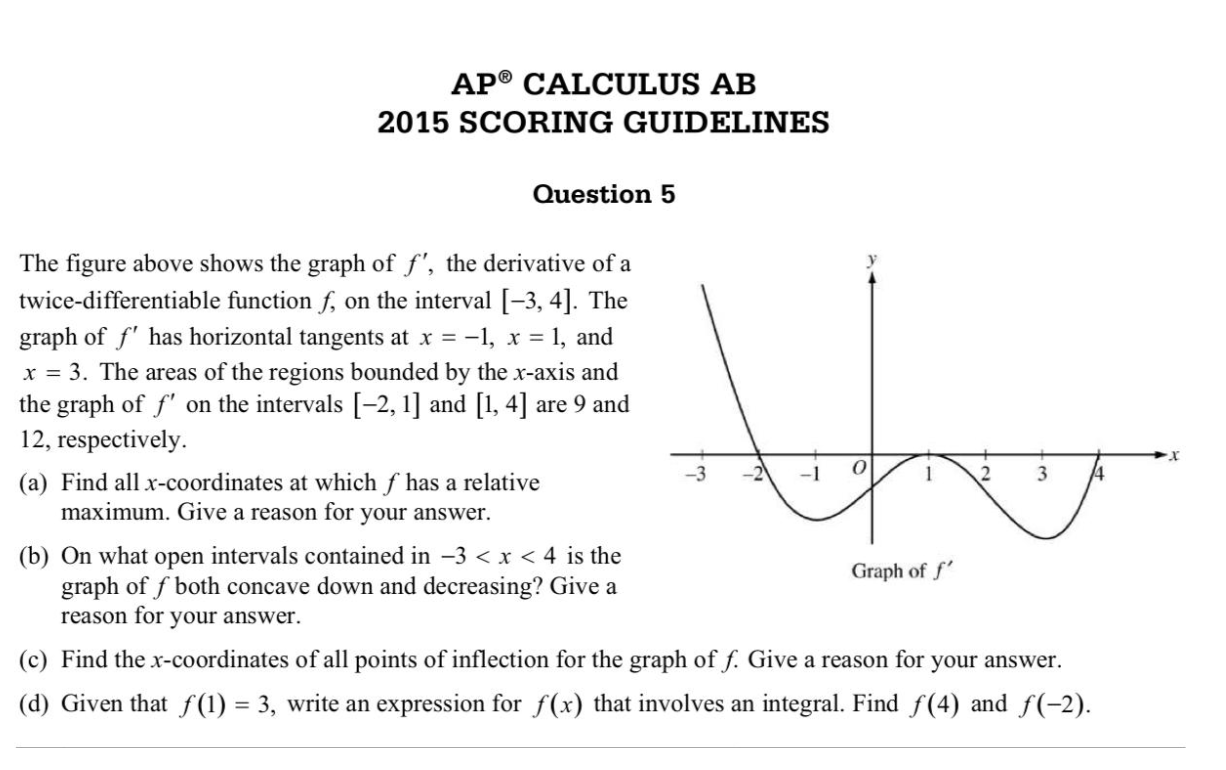 AP® CALCULUS AB
2015 SCORING GUIDELINES
Question 5
The figure above shows the graph of f′, the derivative of a
twice-differentiable function f, on the interval [−3, 4]. The
graph of f′ has horizontal tangents at x = −1, x = 1, and
x = 3. The areas of the regions bounded by the x-axis and
the graph of f′ on the intervals [−2, 1] and [1, 4] are 9 and
12, respectively.
(a) Find all x-coordinates at which f has a relative
maximum. Give a reason for your answer.
(b) On what open intervals contained in −3 < x < 4 is the
graph of f both concave down and decreasing? Give a
reason for your answer.
y
x
−3 −2 −1 O 1 2 3 4
Graph of f′
(c) Find the x-coordinates of all points of inflection for the graph of f. Give a reason for your answer.
(d) Given that f(1) = 3, write an expression for f(x) that involves an integral. Find f(4) and f(−2).